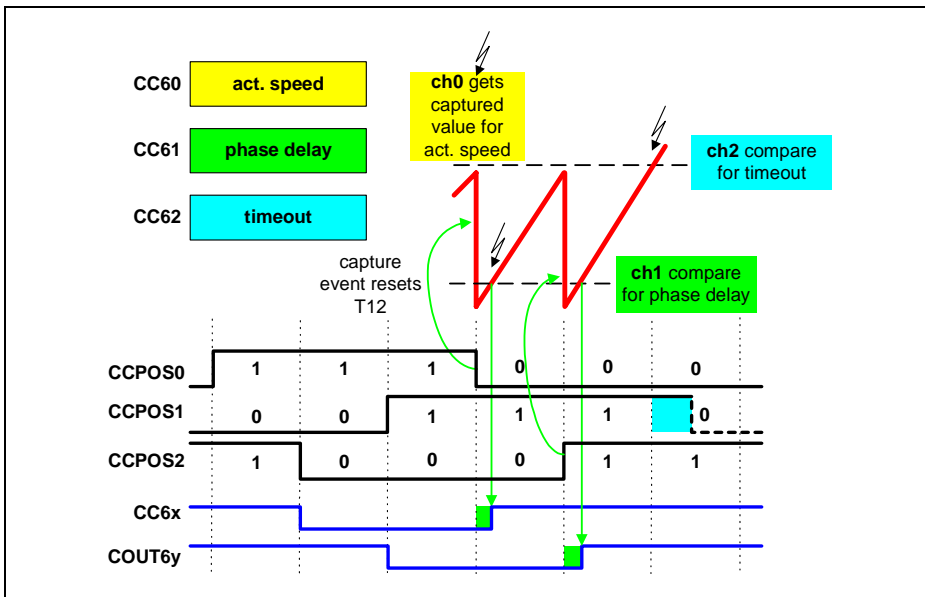 CC60 act. speed
CC61 phase delay
CC62 timeout
ch0 gets
captured
value for
act. speed
ch2 compare
for timeout
capture
event resets
T12
ch1 compare
for phase delay
CCPOS0 1 1 1 0 0 0
CCPOS1 0 0 1 1 1 0
CCPOS2 1 0 0 0 1 1
CC6x
COUT6y